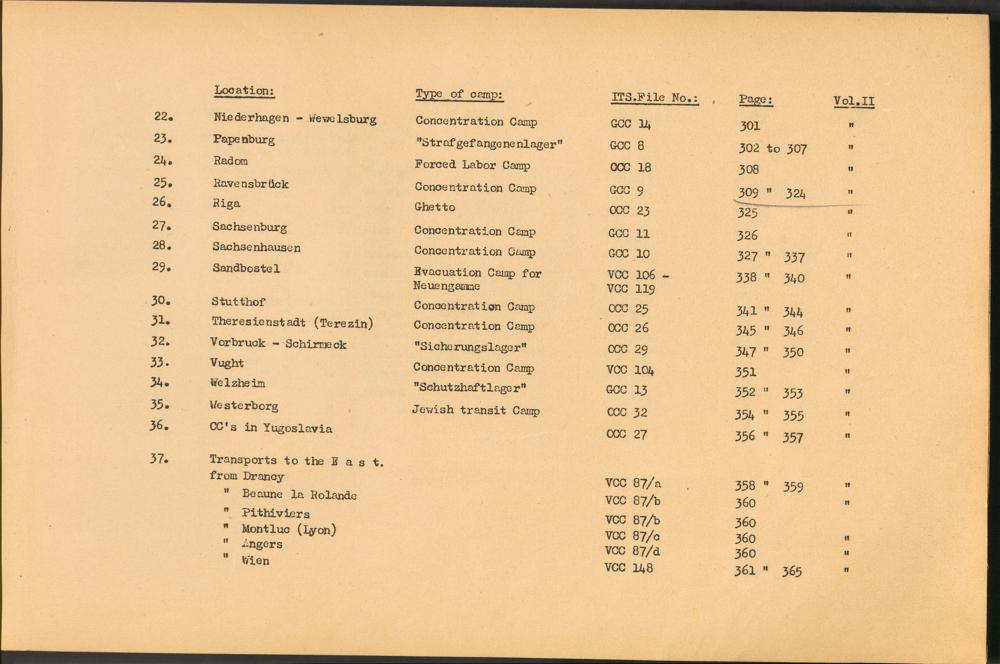 Location: Type of camp: ITS.File No.: Page: Vol.II
22. Niederhagen - Wewelsburg Concentration Camp GCC 14 301 "
23. Papenburg "Strafgefangenenlager" GCC 8 302 to 307 "
24. Radom Forced Labor Camp OCC 18 308 "
25. Ravensbrück Concentration Camp GCC 9 309 " 324 "
26. Riga Ghetto OCC 23 325 "
27. Sachsenburg Concentration Camp GCC 11 326 "
28. Sachsenhausen Concentration Camp GCC 10 327 " 337 "
29. Sandbostel Evacuation Camp for VCC 106 - 338 " 340 "
Neuengamme VCC 119
30. Stutthof Concentration Camp OCC 25 341 " 344 "
31. Theresienstadt (Terezin) Concentration Camp OCC 26 345 " 346 "
32. Vorbruck - Schirmeck "Sicherungslager" OCC 29 347 " 350 "
33. Vught Concentration Camp VCC 104 351 "
34. Welzheim "Schutzhaftlager" GCC 13 352 " 353 "
35. Westerborg Jewish transit Camp OCC 32 354 " 355 "
36. CC's in Yugoslavia OCC 27 356 " 357 "
37. Transports to the E a s t.
from Drancy VCC 87/a 358 " 359 "
" Beaune la Rolande VCC 87/b 360 "
" Pithiviers VCC 87/b 360
" Montluc (Lyon) VCC 87/c 360 "
" Angers VCC 87/d 360 "
" Wien VCC 148 361 " 365 "